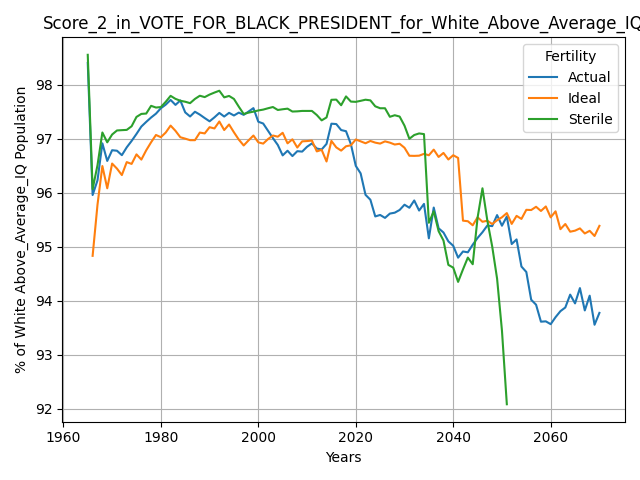 Score_2_in_VOTE_FOR_BLACK_PRESIDENT_for_White_Above_Average_IQ
Fertility
Actual
Ideal
Sterile
% of White Above_Average_IQ Population
98
97
96
95
94
93
92
1960
1980
2000
2020
2040
2060
Years